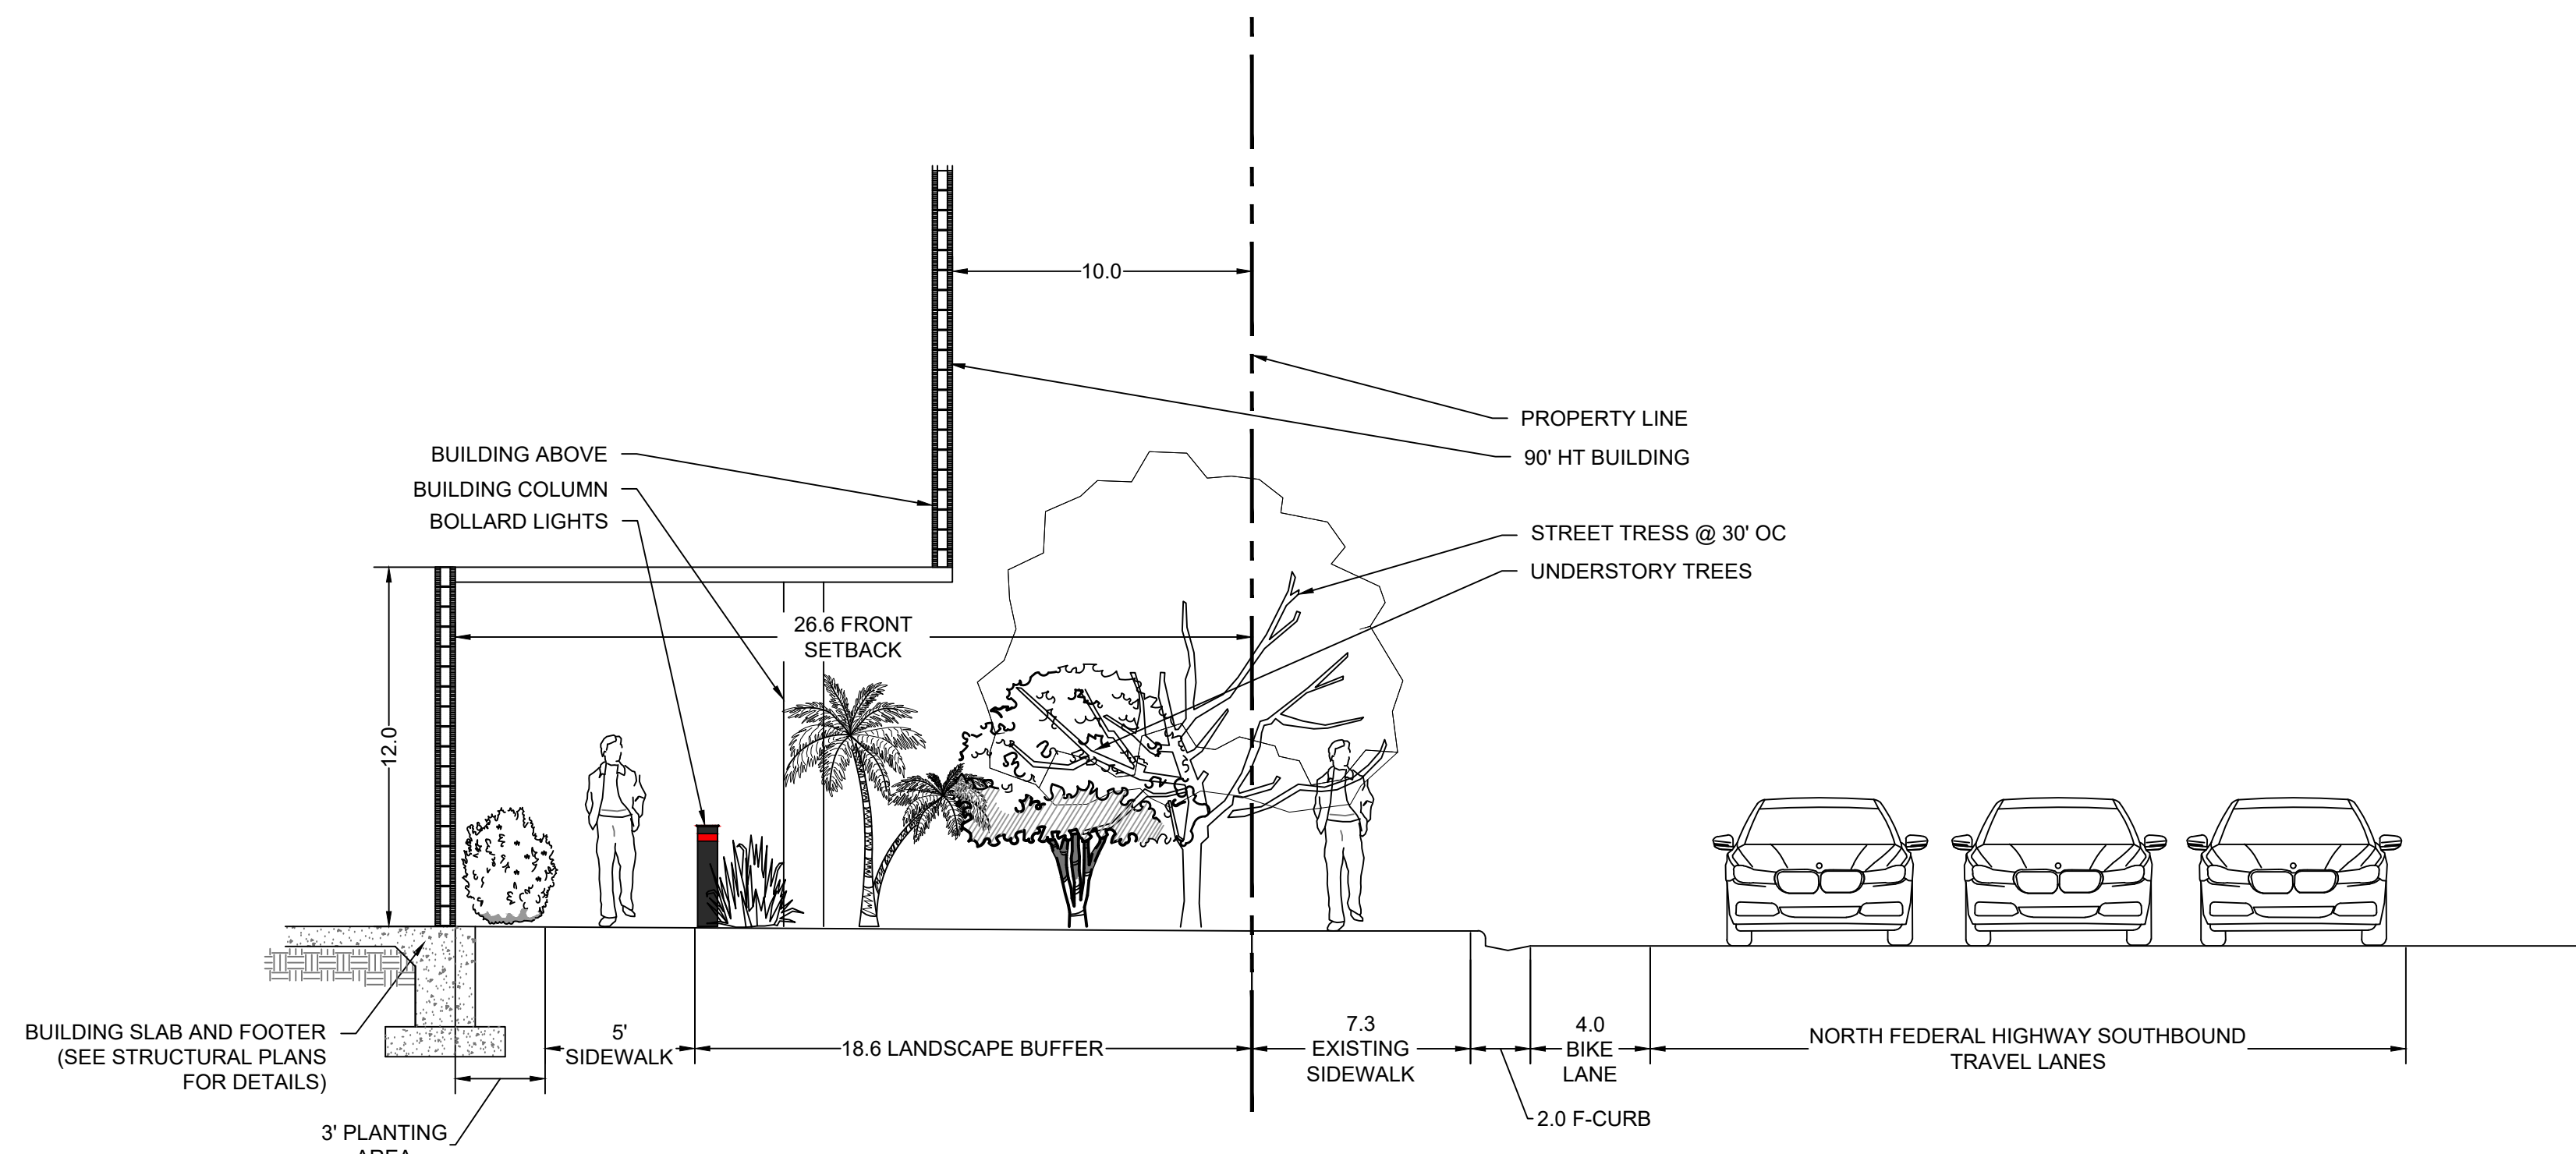 10.0
PROPERTY LINE
90' HT BUILDING
BUILDING ABOVE
BUILDING COLUMN
BOLLARD LIGHTS
STREET TRESS @ 30' OC
UNDERSTORY TREES
26.6 FRONT
SETBACK
12.0
BUILDING SLAB AND FOOTER
(SEE STRUCTURAL PLANS
FOR DETAILS)
3' PLANTING
AREA
5'
SIDEWALK
18.6 LANDSCAPE BUFFER
7.3
EXISTING
SIDEWALK
2.0 F-CURB
4.0
BIKE
LANE
NORTH FEDERAL HIGHWAY SOUTHBOUND
TRAVEL LANES